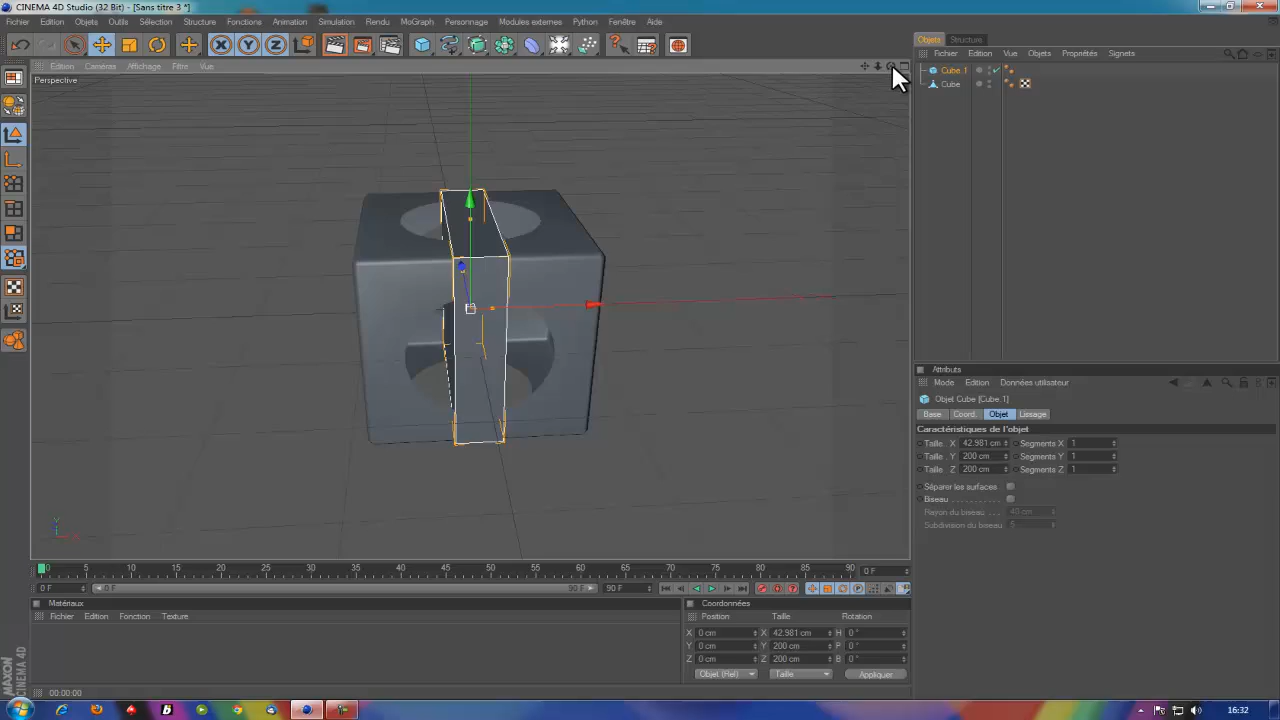 CINEMA 4D Studio (32 Bit) - [Sans titre 3 *]
Fichier Edition Objets Outils Sélection Structure Fonctions Animation Simulation Rendu MoGraph Personnage Modules externes Python Fenêtre Aide
X Y Z
Objets Structure
Edition Caméras Affichage Filtre Vue
Fichier Edition Vue Objets Propriétés Signets
Perspective
Cube.1
Cube
Attributs
Mode Edition Données utilisateur
Objet Cube [Cube.1]
Base Coord. Objet Lissage
Caractéristiques de l'objet
Taille . X 42.981 cm Segments X 1
Taille . Y 200 cm Segments Y 1
Taille . Z 200 cm Segments Z 1
Séparer les surfaces
Biseau
Rayon du biseau 40 cm
Subdivision du biseau 5
Y
X
0 5 10 15 20 25 30 35 40 45 50 55 60 65 70 75 80 85 90
0 F
0 F 0 F 90 F 90 F
Matériaux
Fichier Edition Fonction Texture
Coordonnées
Position Taille Rotation
X 0 cm X 42.981 cm H 0 °
Y 0 cm Y 200 cm P 0 °
Z 0 cm Z 200 cm B 0 °
Objet (Rel) Taille Appliquer
MAXON
CINEMA 4D
00:00:00
16:32